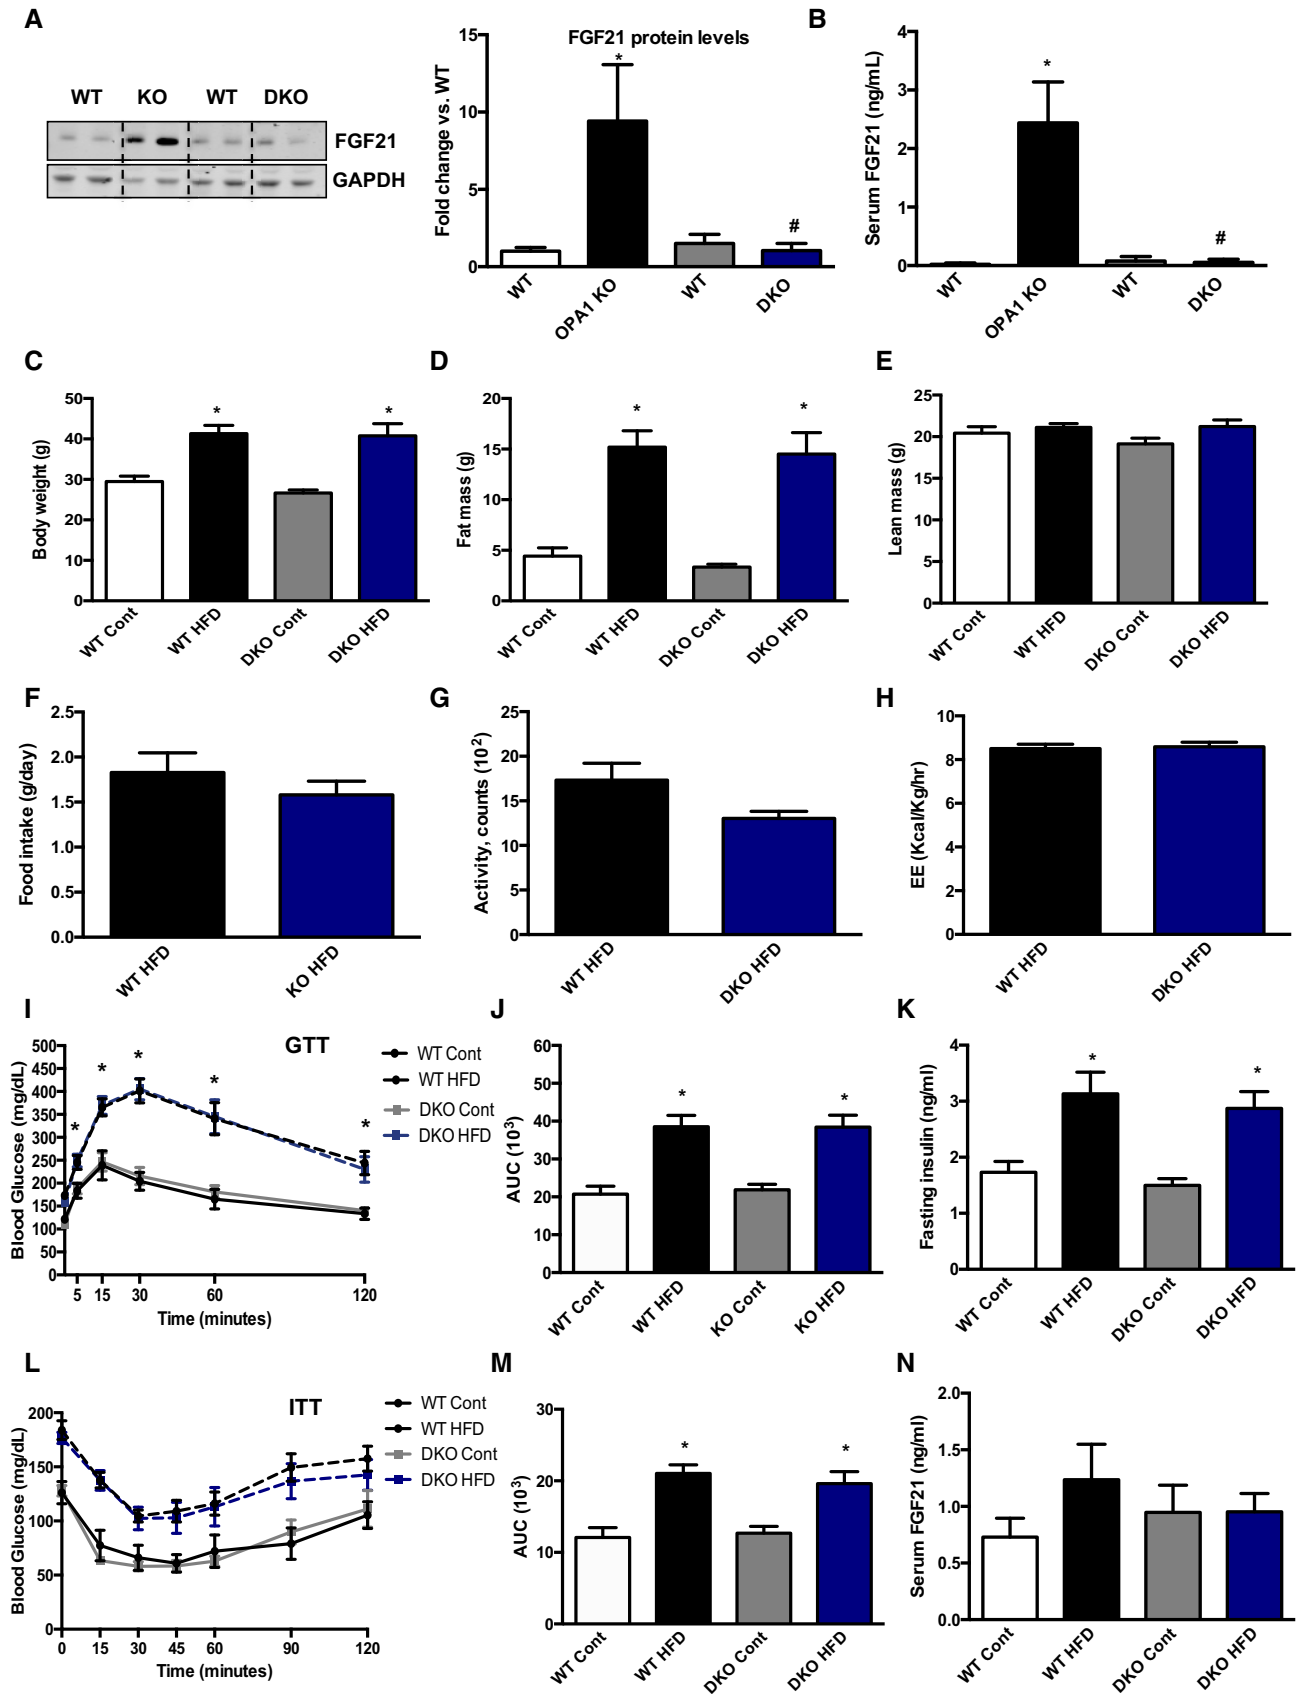 A
WT KO WT DKO
FGF21
GAPDH
FGF21 protein levels
Fold change vs. WT
15
10
5
0
*
#
WT
OPA1 KO
WT
DKO
B
Serum FGF21 (ng/mL)
4
3
2
1
0
*
#
WT
OPA1 KO
WT
DKO
C
Body weight (g)
50
40
30
20
10
0
*
*
WT Cont
WT HFD
DKO Cont
DKO HFD
D
Fat mass (g)
20
15
10
5
0
*
*
WT Cont
WT HFD
DKO Cont
DKO HFD
E
Lean mass (g)
25
20
15
10
5
0
WT Cont
WT HFD
DKO Cont
DKO HFD
F
Food intake (g/day)
2.5
2.0
1.5
1.0
0.5
0.0
WT HFD
KO HFD
G
Activity, counts (10²)
25
20
15
10
5
0
WT HFD
DKO HFD
H
EE (Kcal/Kg/hr)
10
8
6
4
2
0
WT HFD
DKO HFD
I
GTT
Blood Glucose (mg/dL)
500
450
400
350
300
250
200
150
100
50
0
*
*
*
*
*
5 15 30 60 120
Time (minutes)
WT Cont
WT HFD
DKO Cont
DKO HFD
J
AUC (10³)
60
50
40
30
20
10
0
*
*
WT Cont
WT HFD
KO Cont
KO HFD
K
Fasting insulin (ng/ml)
4
3
2
1
0
*
*
WT Cont
WT HFD
DKO Cont
DKO HFD
L
ITT
Blood Glucose (mg/dL)
200
150
100
50
0
0 15 30 45 60 90 120
Time (minutes)
WT Cont
WT HFD
DKO Cont
DKO HFD
M
AUC (10³)
30
20
10
0
*
*
WT Cont
WT HFD
DKO Cont
DKO HFD
N
Serum FGF21 (ng/ml)
2.0
1.5
1.0
0.5
0.0
WT Cont
WT HFD
DKO Cont
DKO HFD